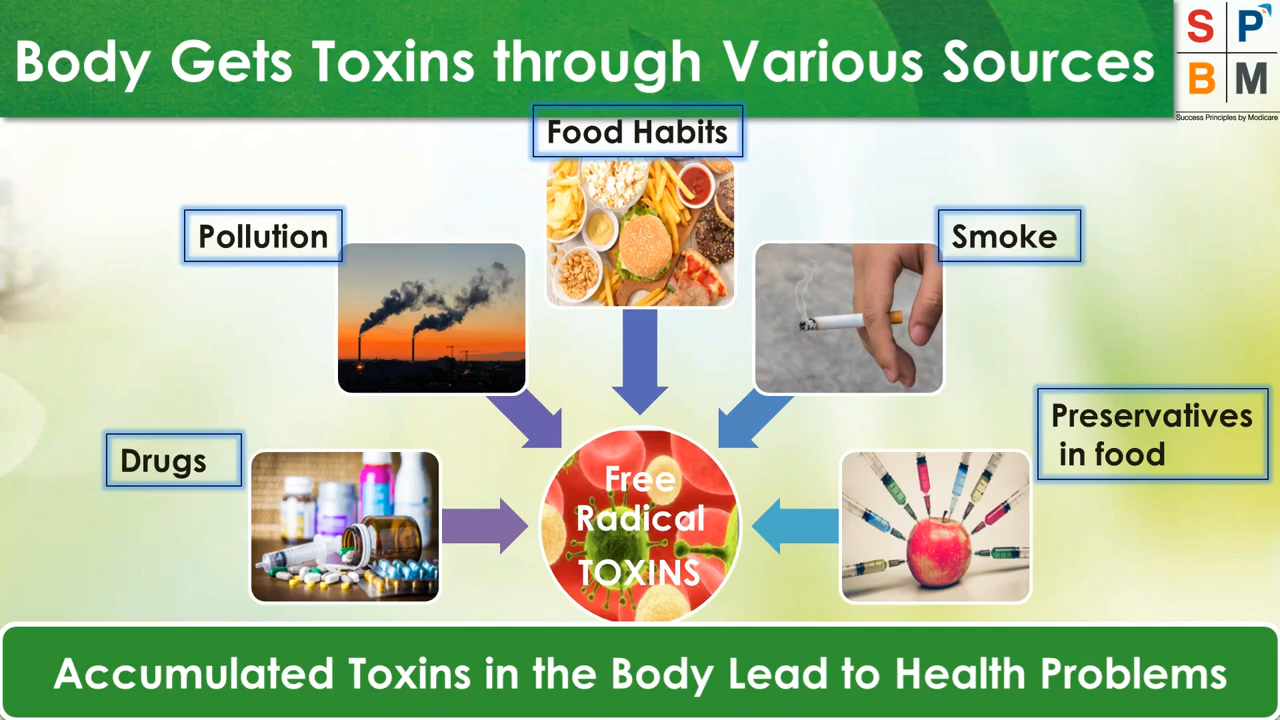 Body Gets Toxins through Various Sources
S P
B M
Success Principles by Modicare
Food Habits
Pollution
Smoke
Preservatives
in food
Drugs
Free
Radical
TOXINS
Accumulated Toxins in the Body Lead to Health Problems